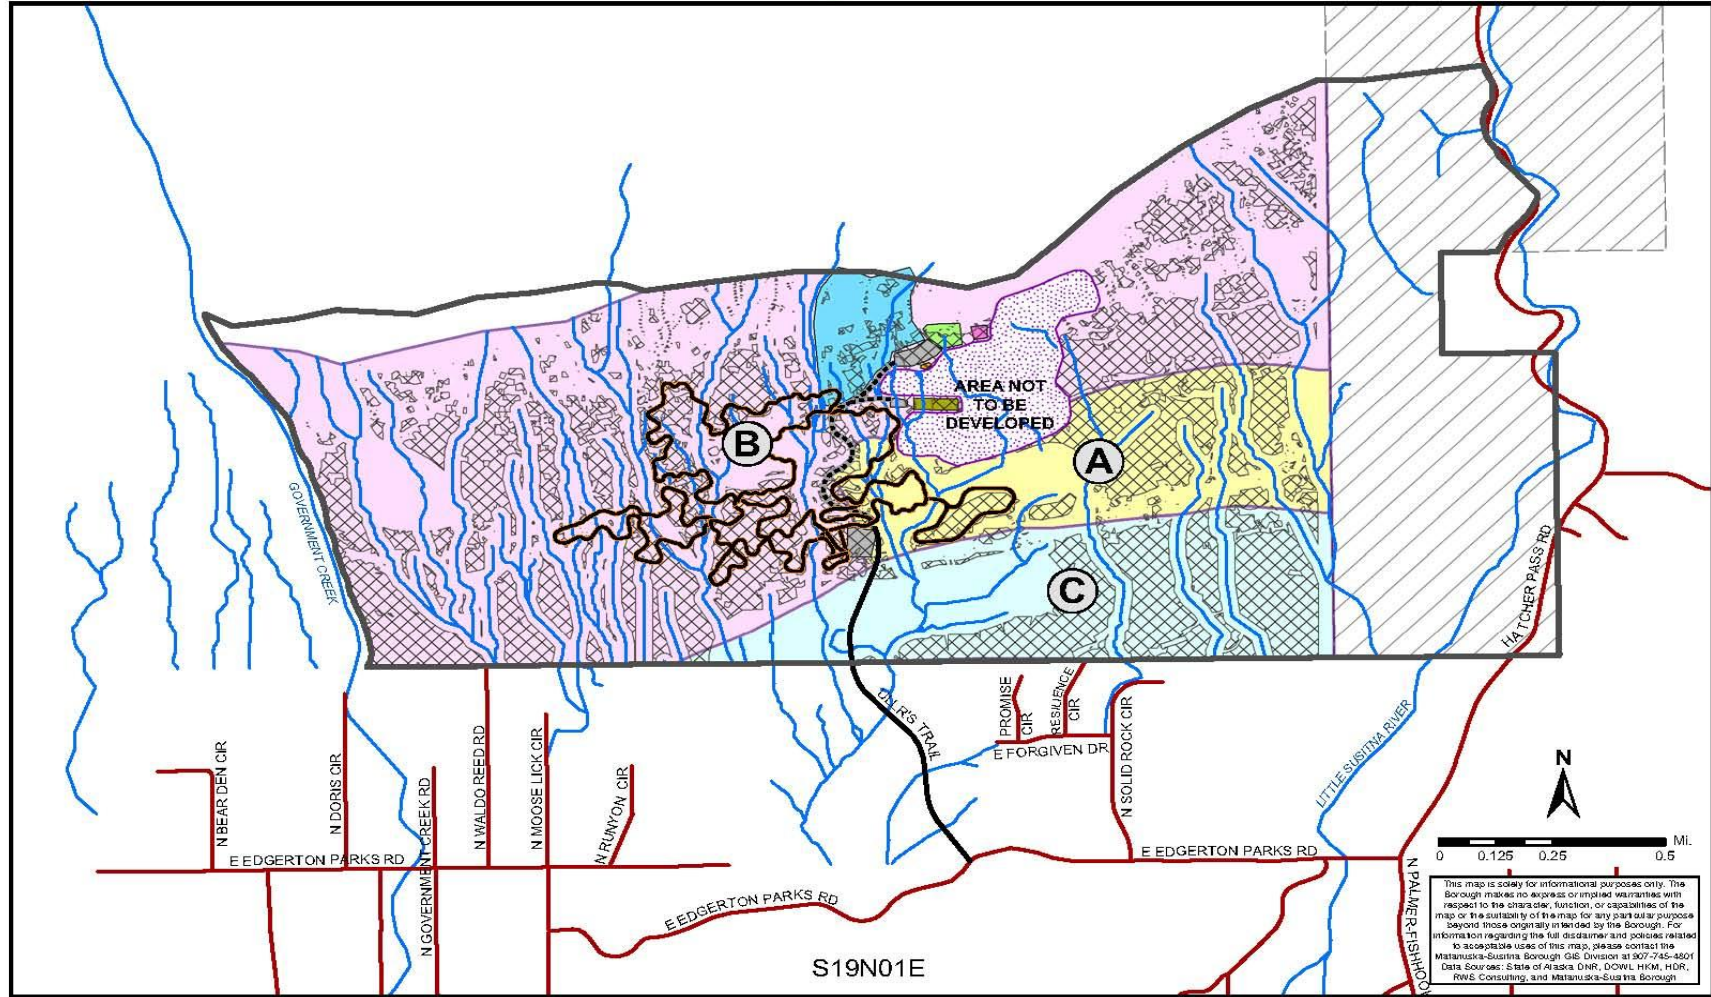 AREA NOT
TO BE
DEVELOPED
B
A
C
GOVERNMENT CREEK
HATCHER PASS RD
ULLR'S TRAIL
PROMISE
CIR
RESILIENCE
CIR
E FORGIVEN DR
N SOLID ROCK CIR
LITTLE SUSITNA RIVER
N BEAR DEN CIR
N DORIS CIR
N GOVERNMENT CREEK RD
N WALDO REED RD
N MOOSE LICK CIR
N RUNYON CIR
E EDGERTON PARKS RD
E EDGERTON PARKS RD
E EDGERTON PARKS RD
N PALMER-FISHHOO
N
Mi.
0 0.125 0.25 0.5
S19N01E
This map is solely for informational purposes only. The
Borough makes no express or implied warranties with
respect to the character, function, or capabilities of the
map or the suitability of the map for any particular purpose
beyond those originally intended by the Borough. For
information regarding the full disclaimer and policies related
to acceptable uses of this map, please contact the
Matanuska-Susitna Borough GIS Division at 907-745-4801
Data Sources: State of Alaska DNR, DOWL HKM, HDR,
RWS Consulting, and Matanuska-Susitna Borough